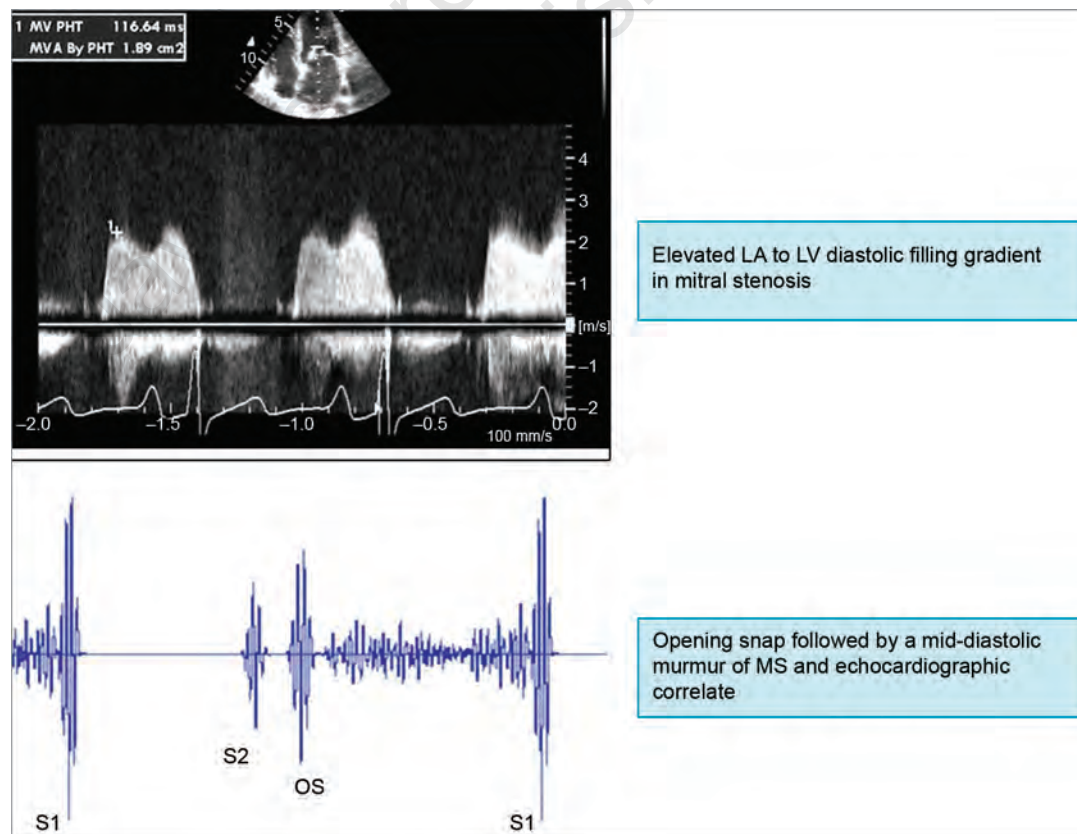 1 MV PHT 116.64 ms
MVA By PHT 1.89 cm2
5
10
1
4
3
2
1
[m/s]
-1
-2
-2.0 -1.5 -1.0 -0.5 0.0
100 mm/s
Elevated LA to LV diastolic filling gradient
in mitral stenosis
Opening snap followed by a mid-diastolic
murmur of MS and echocardiographic
correlate
S2
OS
S1 S1